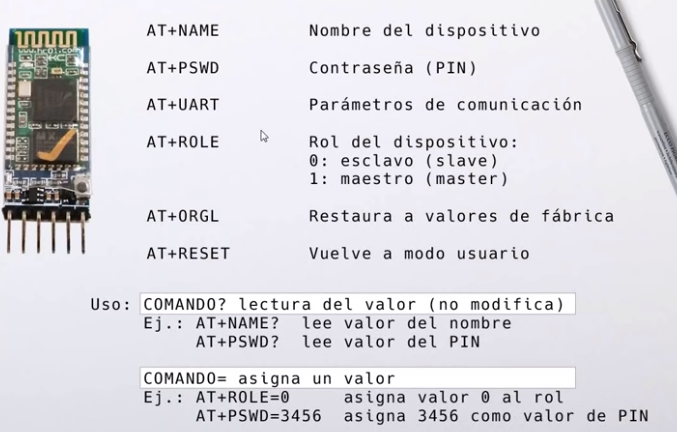 AT+NAME Nombre del dispositivo
AT+PSWD Contraseña (PIN)
AT+UART Parámetros de comunicación
AT+ROLE Rol del dispositivo:
0: esclavo (slave)
1: maestro (master)
AT+ORGL Restaura a valores de fábrica
AT+RESET Vuelve a modo usuario
Uso: COMANDO? lectura del valor (no modifica)
Ej.: AT+NAME? lee valor del nombre
AT+PSWD? lee valor del PIN
COMANDO= asigna un valor
Ej.: AT+ROLE=0 asigna valor 0 al rol
AT+PSWD=3456 asigna 3456 como valor de PIN